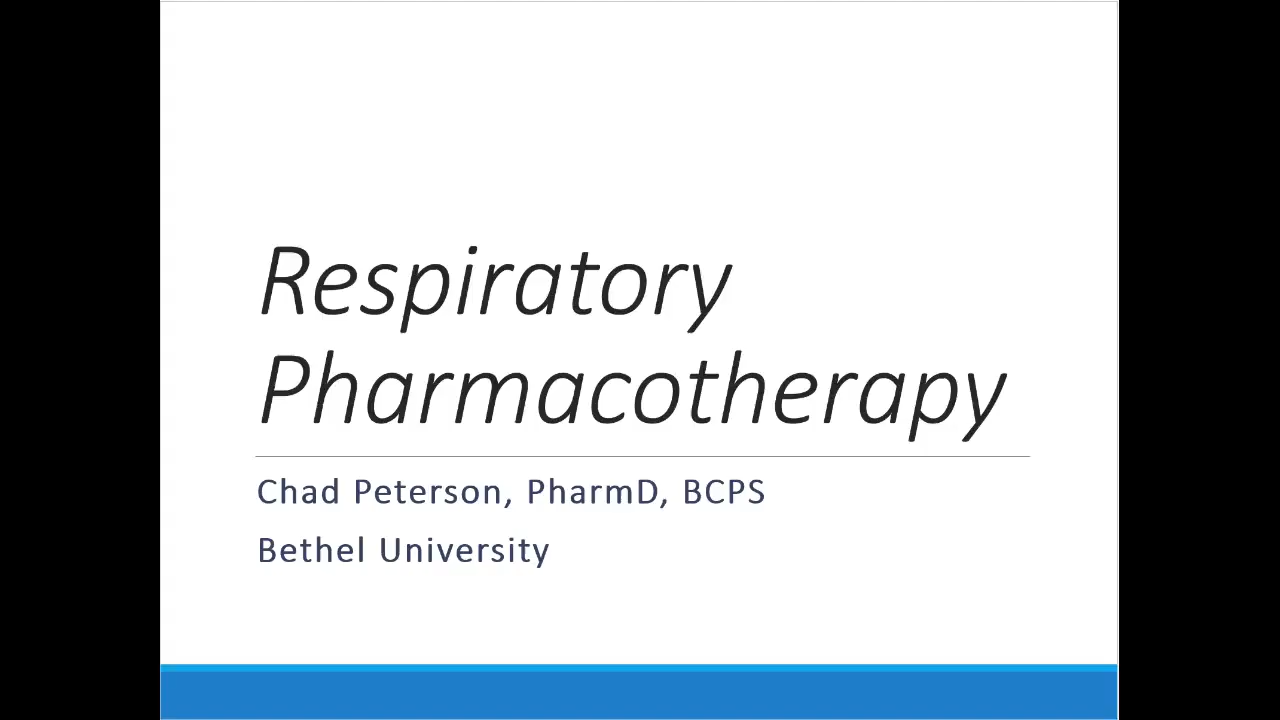 Respiratory
Pharmacotherapy
Chad Peterson, PharmD, BCPS
Bethel University